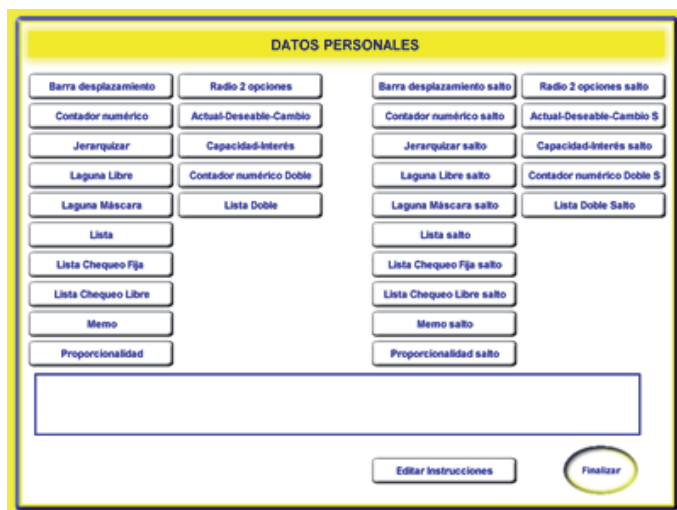 DATOS PERSONALES
Barra desplazamiento
Radio 2 opciones
Barra desplazamiento salto
Radio 2 opciones salto
Contador numérico
Actual-Deseable-Cambio
Contador numérico salto
Actual-Deseable-Cambio S
Jerarquizar
Capacidad-Interés
Jerarquizar salto
Capacidad-Interés salto
Laguna Libre
Contador numérico Doble
Laguna Libre salto
Contador numérico Doble S
Laguna Máscara
Lista Doble
Laguna Máscara salto
Lista Doble Salto
Lista
Lista salto
Lista Chequeo Fija
Lista Chequeo Fija salto
Lista Chequeo Libre
Lista Chequeo Libre salto
Memo
Memo salto
Proporcionalidad
Proporcionalidad salto
Editar Instrucciones
Finalizar